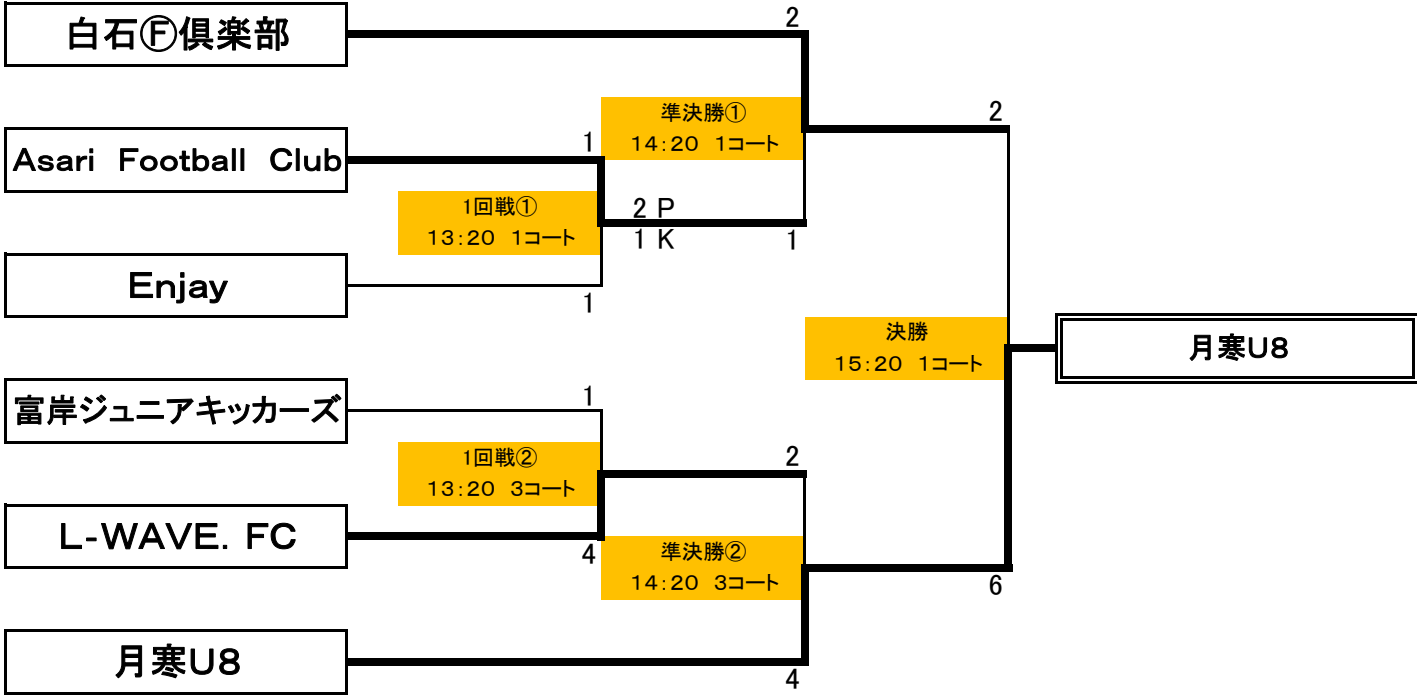 2
白石Ⓕ倶楽部
準決勝①
14:20 1コート
2
1
Asari Football Club
1回戦①
13:20 1コート
2 P
1 K
1
Enjay
1
決勝
15:20 1コート
月寒U8
1
富岸ジュニアキッカーズ
1回戦②
13:20 3コート
2
L-WAVE. FC
4
準決勝②
14:20 3コート
6
月寒U8
4